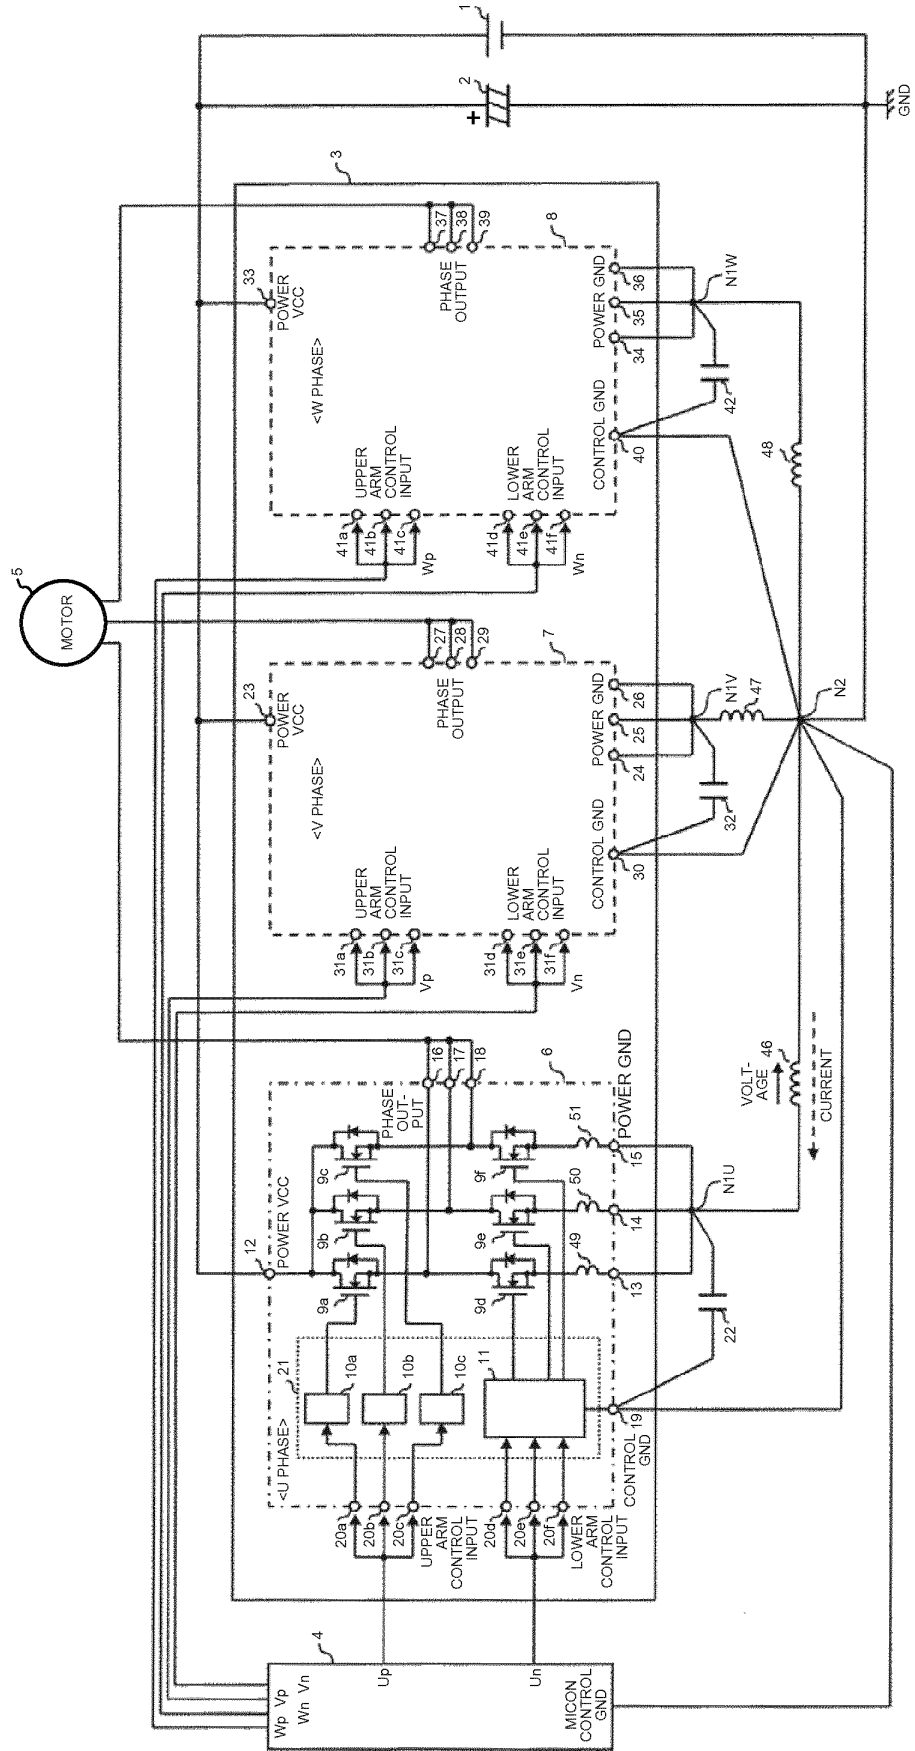 1
2
+
GND
3
33
POWER
VCC
37
38
39
PHASE
OUTPUT
8
<W PHASE>
UPPER
ARM
CONTROL
INPUT
41a
41b
41c
Wp
LOWER
ARM
CONTROL
INPUT
41d
41e
41f
Wn
CONTROL GND
POWER GND
40
34
35
36
N1W
42
48
5
MOTOR
23
POWER
VCC
27
28
29
PHASE
OUTPUT
7
<V PHASE>
UPPER
ARM
CONTROL
INPUT
31a
31b
31c
Vp
LOWER
ARM
CONTROL
INPUT
31d
31e
31f
Vn
CONTROL GND
POWER GND
30
24
25
26
N1V
47
32
N2
12
POWER VCC
16
17
18
PHASE
OUT-
PUT
6
<U PHASE>
21
9a
9b
9c
10a
10b
10c
11
9d
9e
9f
49
50
51
POWER GND
13
14
15
N1U
22
VOLT-
AGE
46
CURRENT
CONTROL
GND
19
20a
20b
20c
UPPER
ARM
CONTROL
INPUT
20d
20e
20f
LOWER
ARM
CONTROL
INPUT
4
Wp Vp
Wn Vn
Up
Un
MICON
CONTROL
GND